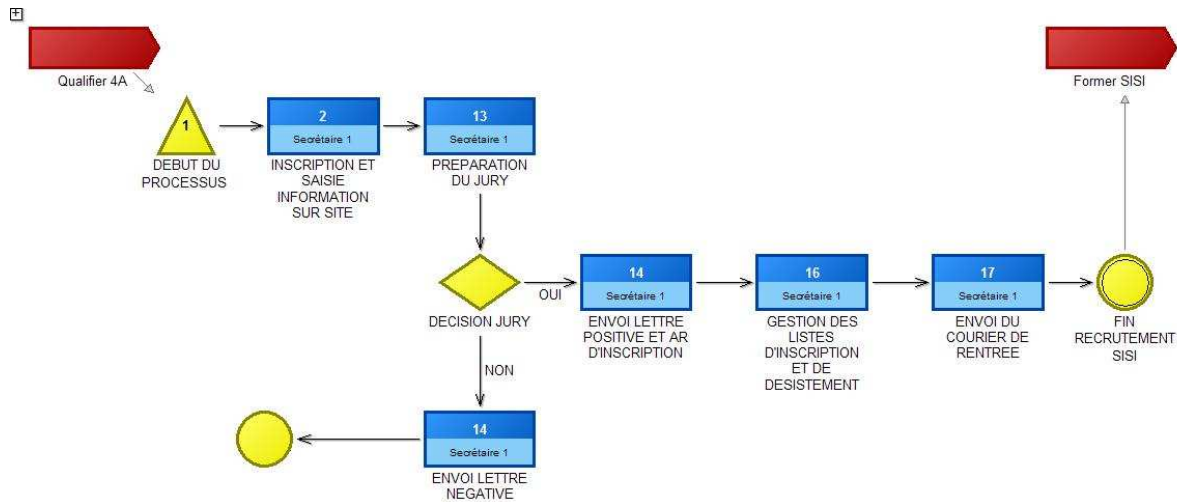 Qualifier 4A
Former SISI
1
DEBUT DU
PROCESSUS
2
Secrétaire 1
INSCRIPTION ET
SAISIE
INFORMATION
SUR SITE
13
Secrétaire 1
PREPARATION
DU JURY
DECISION JURY
OUI
NON
14
Secrétaire 1
ENVOI LETTRE
POSITIVE ET AR
D'INSCRIPTION
16
Secrétaire 1
GESTION DES
LISTES
D'INSCRIPTION
ET DE
DESISTEMENT
17
Secrétaire 1
ENVOI DU
COURIER DE
RENTREE
FIN
RECRUTEMENT
SISI
14
Secrétaire 1
ENVOI LETTRE
NEGATIVE